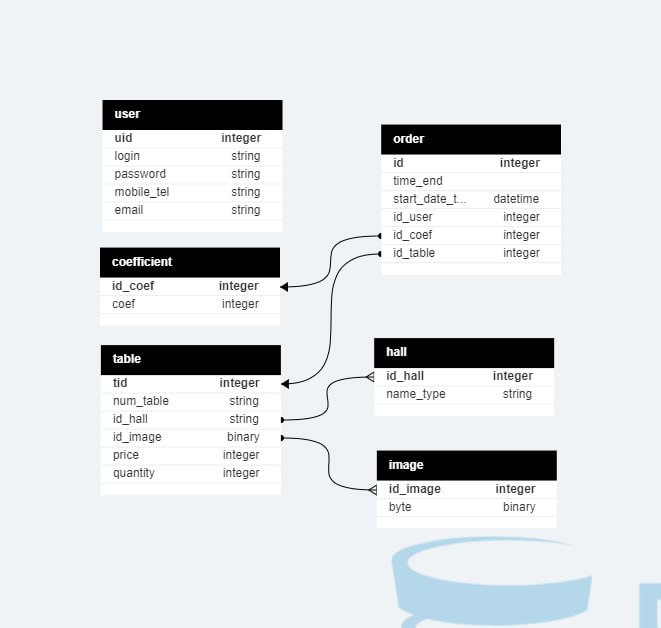 user
uid integer
login string
password string
mobile_tel string
email string
coefficient
id_coef integer
coef integer
table
tid integer
num_table string
id_hall string
id_image binary
price integer
quantity integer
order
id integer
time_end
start_date_t... datetime
id_user integer
id_coef integer
id_table integer
hall
id_hall integer
name_type string
image
id_image integer
byte binary